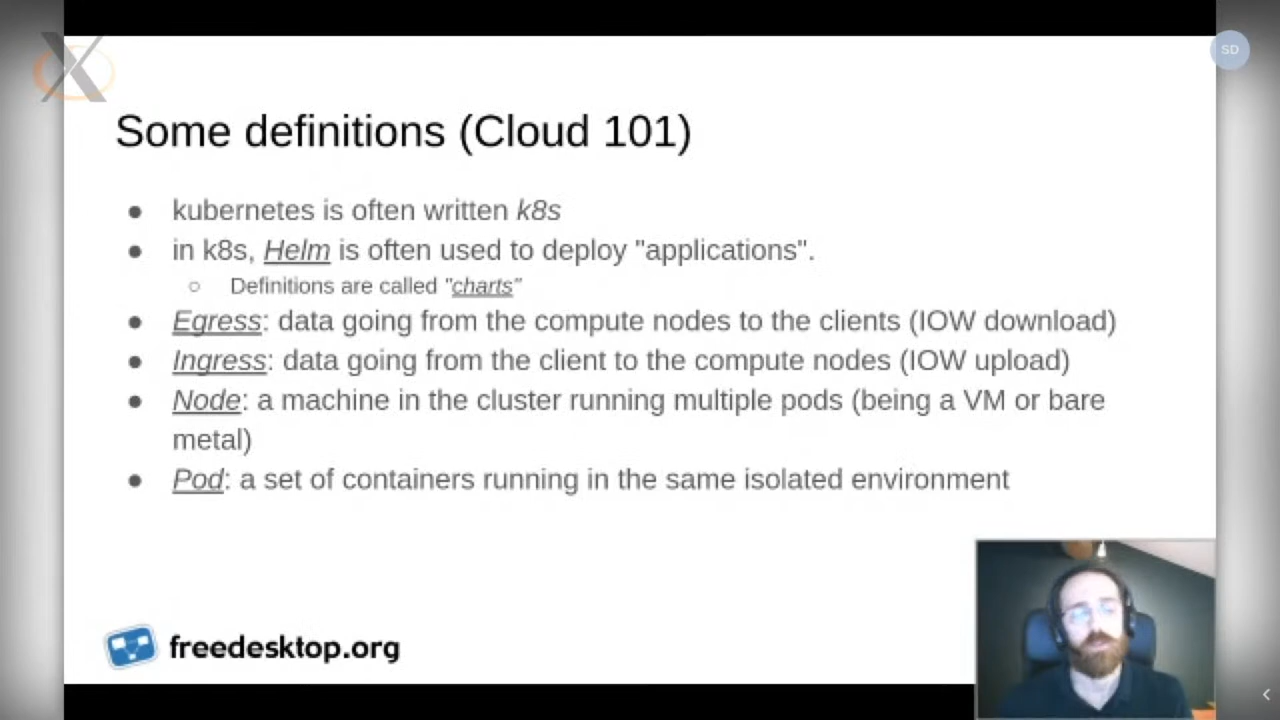 SD
Some definitions (Cloud 101)
● kubernetes is often written k8s
● in k8s, Helm is often used to deploy "applications".
○ Definitions are called "charts"
● Egress: data going from the compute nodes to the clients (IOW download)
● Ingress: data going from the client to the compute nodes (IOW upload)
● Node: a machine in the cluster running multiple pods (being a VM or bare
metal)
● Pod: a set of containers running in the same isolated environment
freedesktop.org